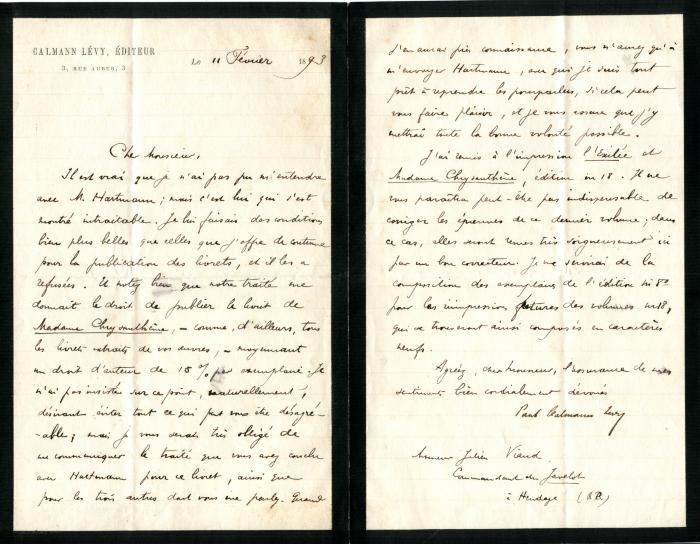 CALMANN LÉVY, ÉDITEUR
3, RUE AUBER, 3
Le 11 Février 1893
Cher Monsieur,
Il est vrai que je n'ai pas pu m'entendre
avec M. Hartmann ; mais c'est lui qui s'est
montré intraitable. Je lui faisais des conditions
bien plus belles que celles que j'offre de coutume
pour la publication des livrets, et il les a
refusées. Et notez bien que notre traité me
donnait le droit de publier le livret de
Madame Chrysanthème, – comme, d'ailleurs, tous
les livrets extraits de vos œuvres, – moyennant
un droit d'auteur de 15 % par exemplaire. Je
n'ai pas insisté sur ce point, naturellement,
désirant éviter tout ce qui peut vous être désagré-
-able ; mais je vous serais très obligé de
me communiquer le traité que vous avez conclu
avec Hartmann pour ce livret, ainsi que
pour les trois autres dont vous me parlez. Quand
j'en aurai pris connaissance, vous n'aurez qu'à
m'envoyer Hartmann, avec qui je suis tout
prêt à reprendre les pourparlers, si cela peut
vous faire plaisir, et je vous assure que j'y
mettrai toute la bonne volonté possible.
J'ai remis à l'impression l'Exilée et
Madame Chrysanthème, édition in 18. Il ne
vous paraîtra peut-être pas indispensable de
corriger les épreuves de ce dernier volume ; dans
ce cas, elles seront revues très soigneusement ici
par un bon correcteur. Je me servirai de la
composition des exemplaires de l'édition in 8°
pour les réimpressions futures des volumes in 18,
qui se trouveront ainsi composés en caractères
neufs.
Agréez, cher Monsieur, l'assurance de mes
sentiments bien cordialement dévoués
Paul Calmann Lévy
Monsieur Julien Viaud
Commandant du Javelot
à Hendaye (B.P.)